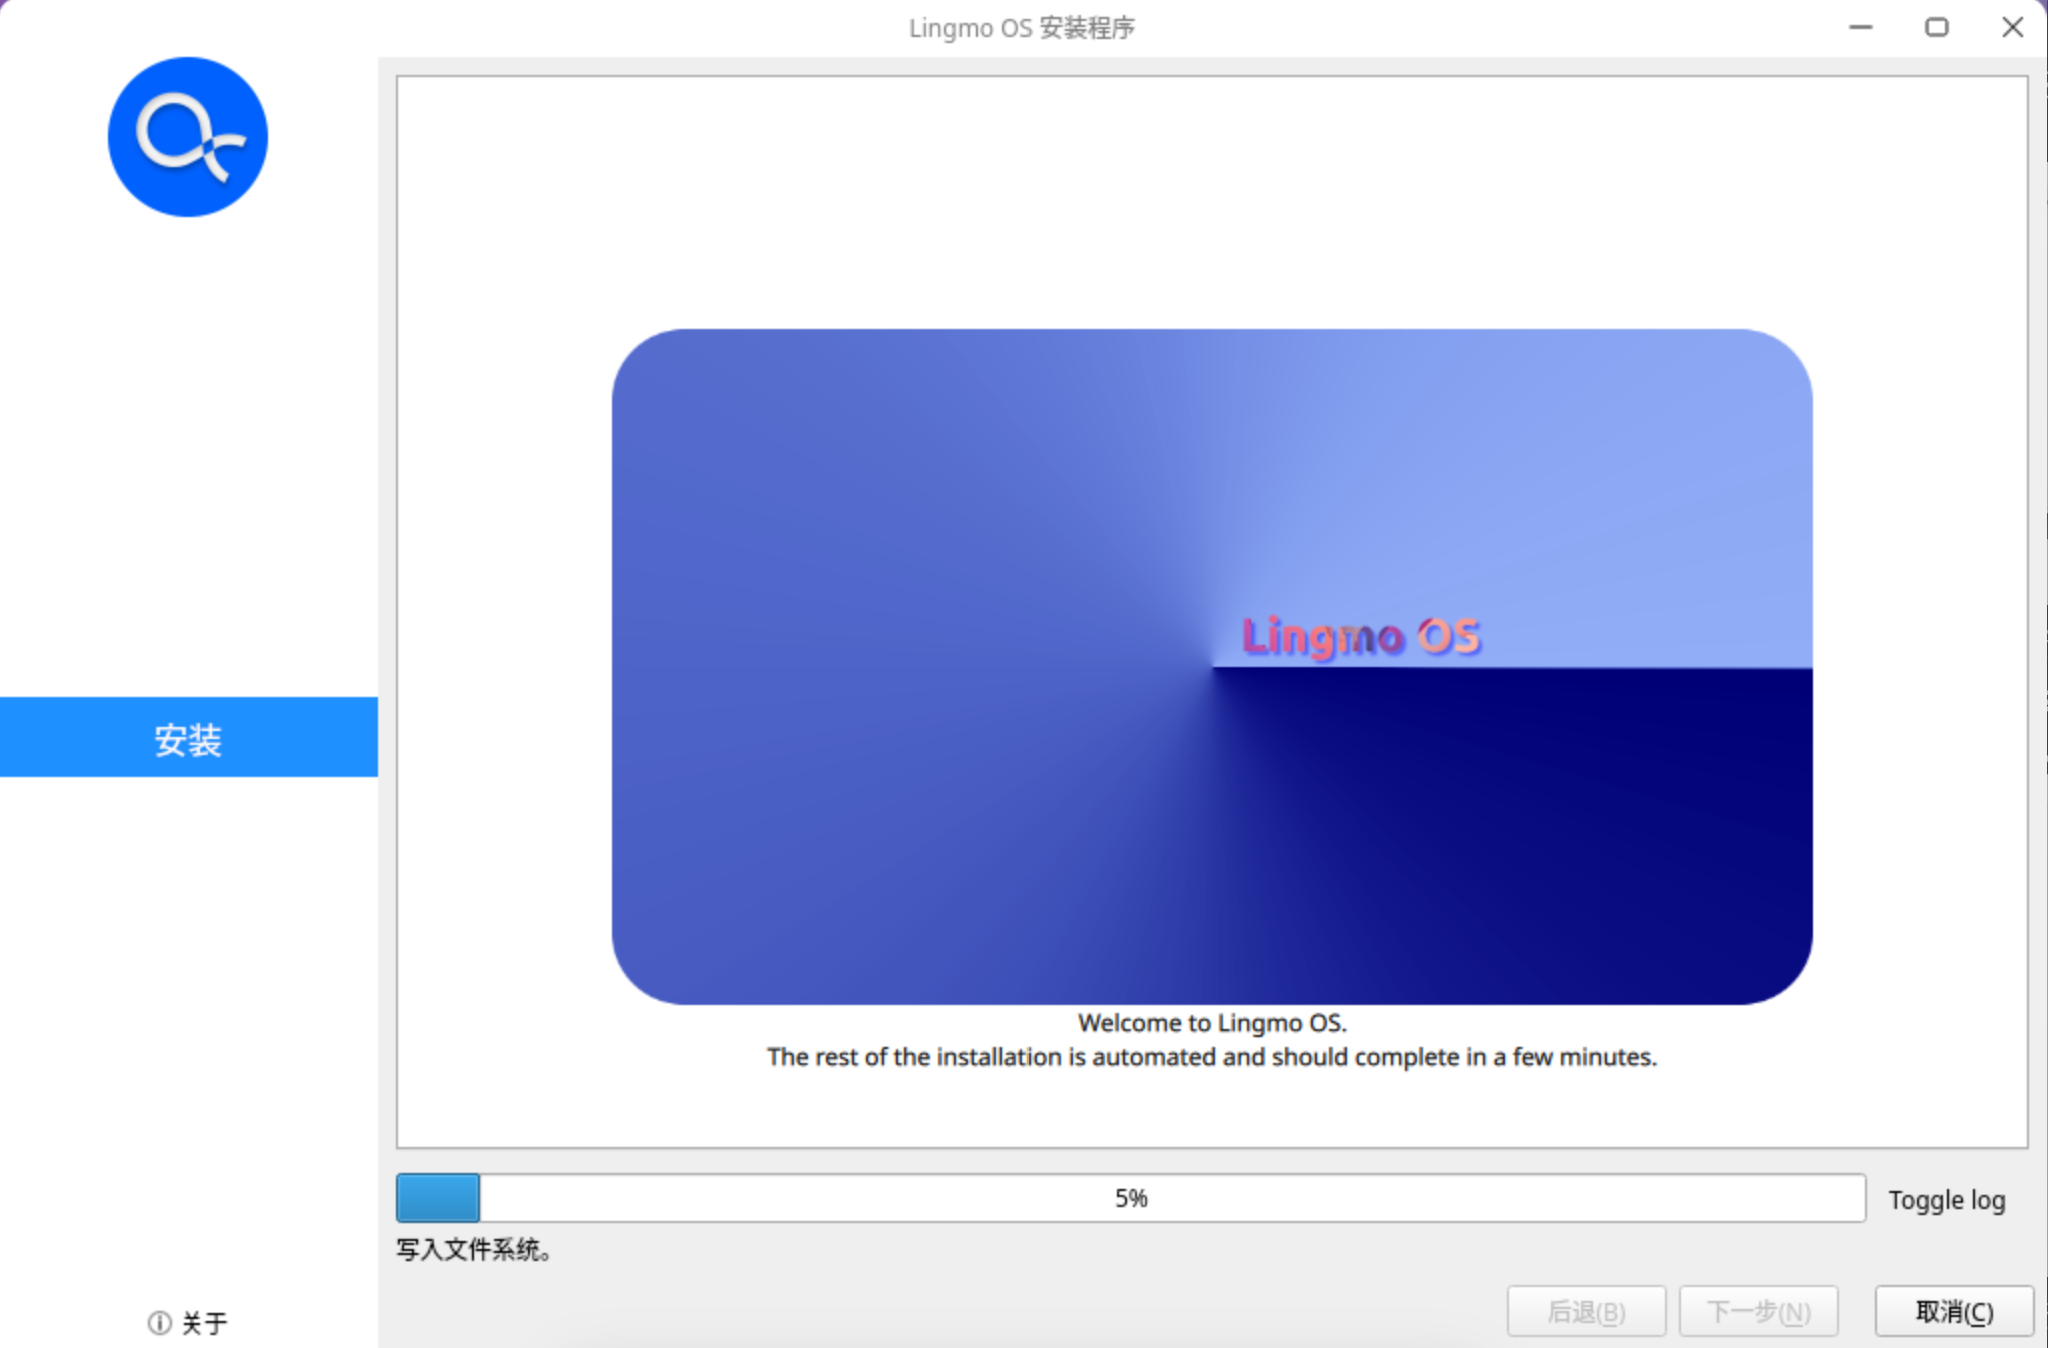 Lingmo OS 安装程序
安装
Lingmo OS
Welcome to Lingmo OS.
The rest of the installation is automated and should complete in a few minutes.
5%
Toggle log
写入文件系统。
关于
后退(B)
下一步(N)
取消(C)